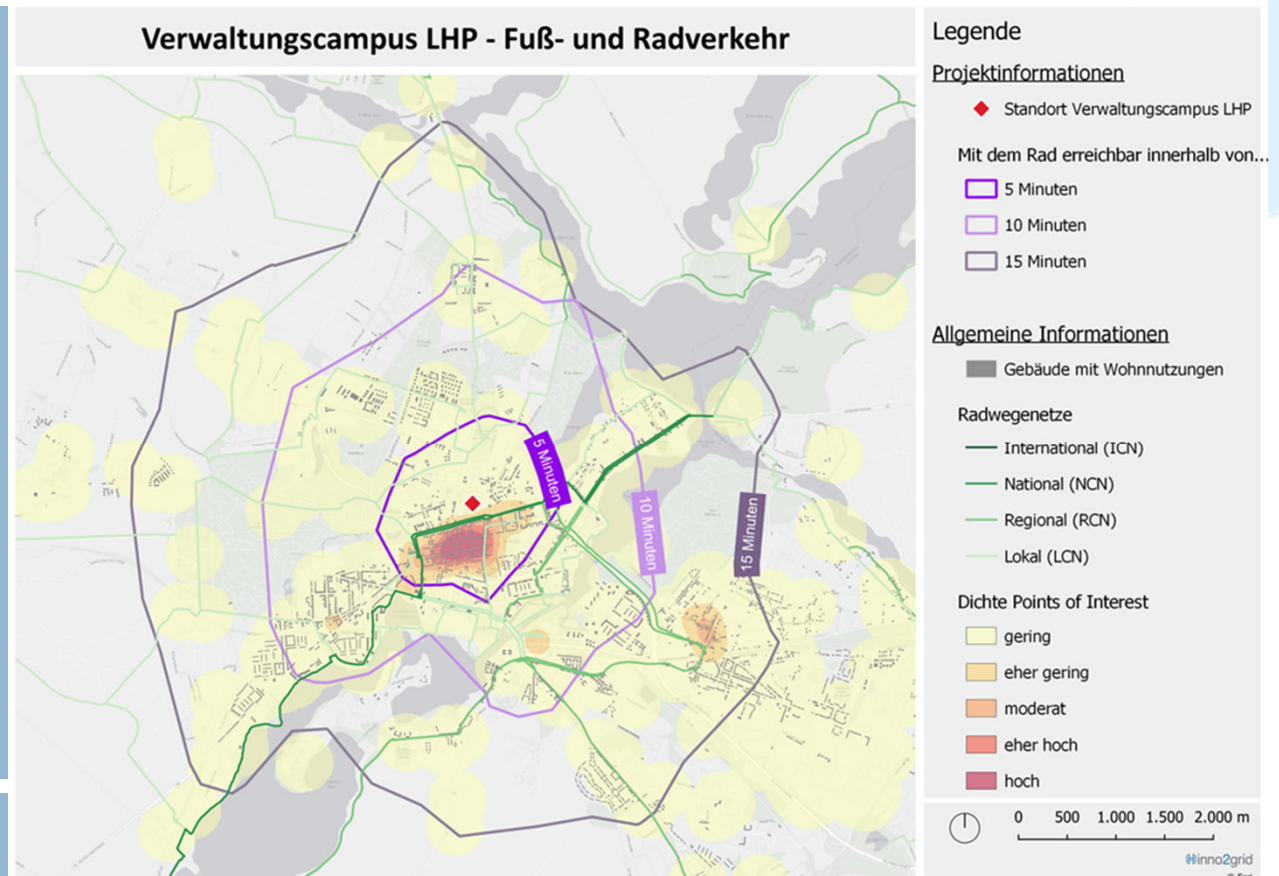 Verwaltungscampus LHP - Fuß- und Radverkehr
5 Minuten
10 Minuten
15 Minuten
Legende
Projektinformationen
Standort Verwaltungscampus LHP
Mit dem Rad erreichbar innerhalb von...
5 Minuten
10 Minuten
15 Minuten
Allgemeine Informationen
Gebäude mit Wohnnutzungen
Radwegenetze
International (ICN)
National (NCN)
Regional (RCN)
Lokal (LCN)
Dichte Points of Interest
gering
eher gering
moderat
eher hoch
hoch
0 500 1.000 1.500 2.000 m
inno2grid